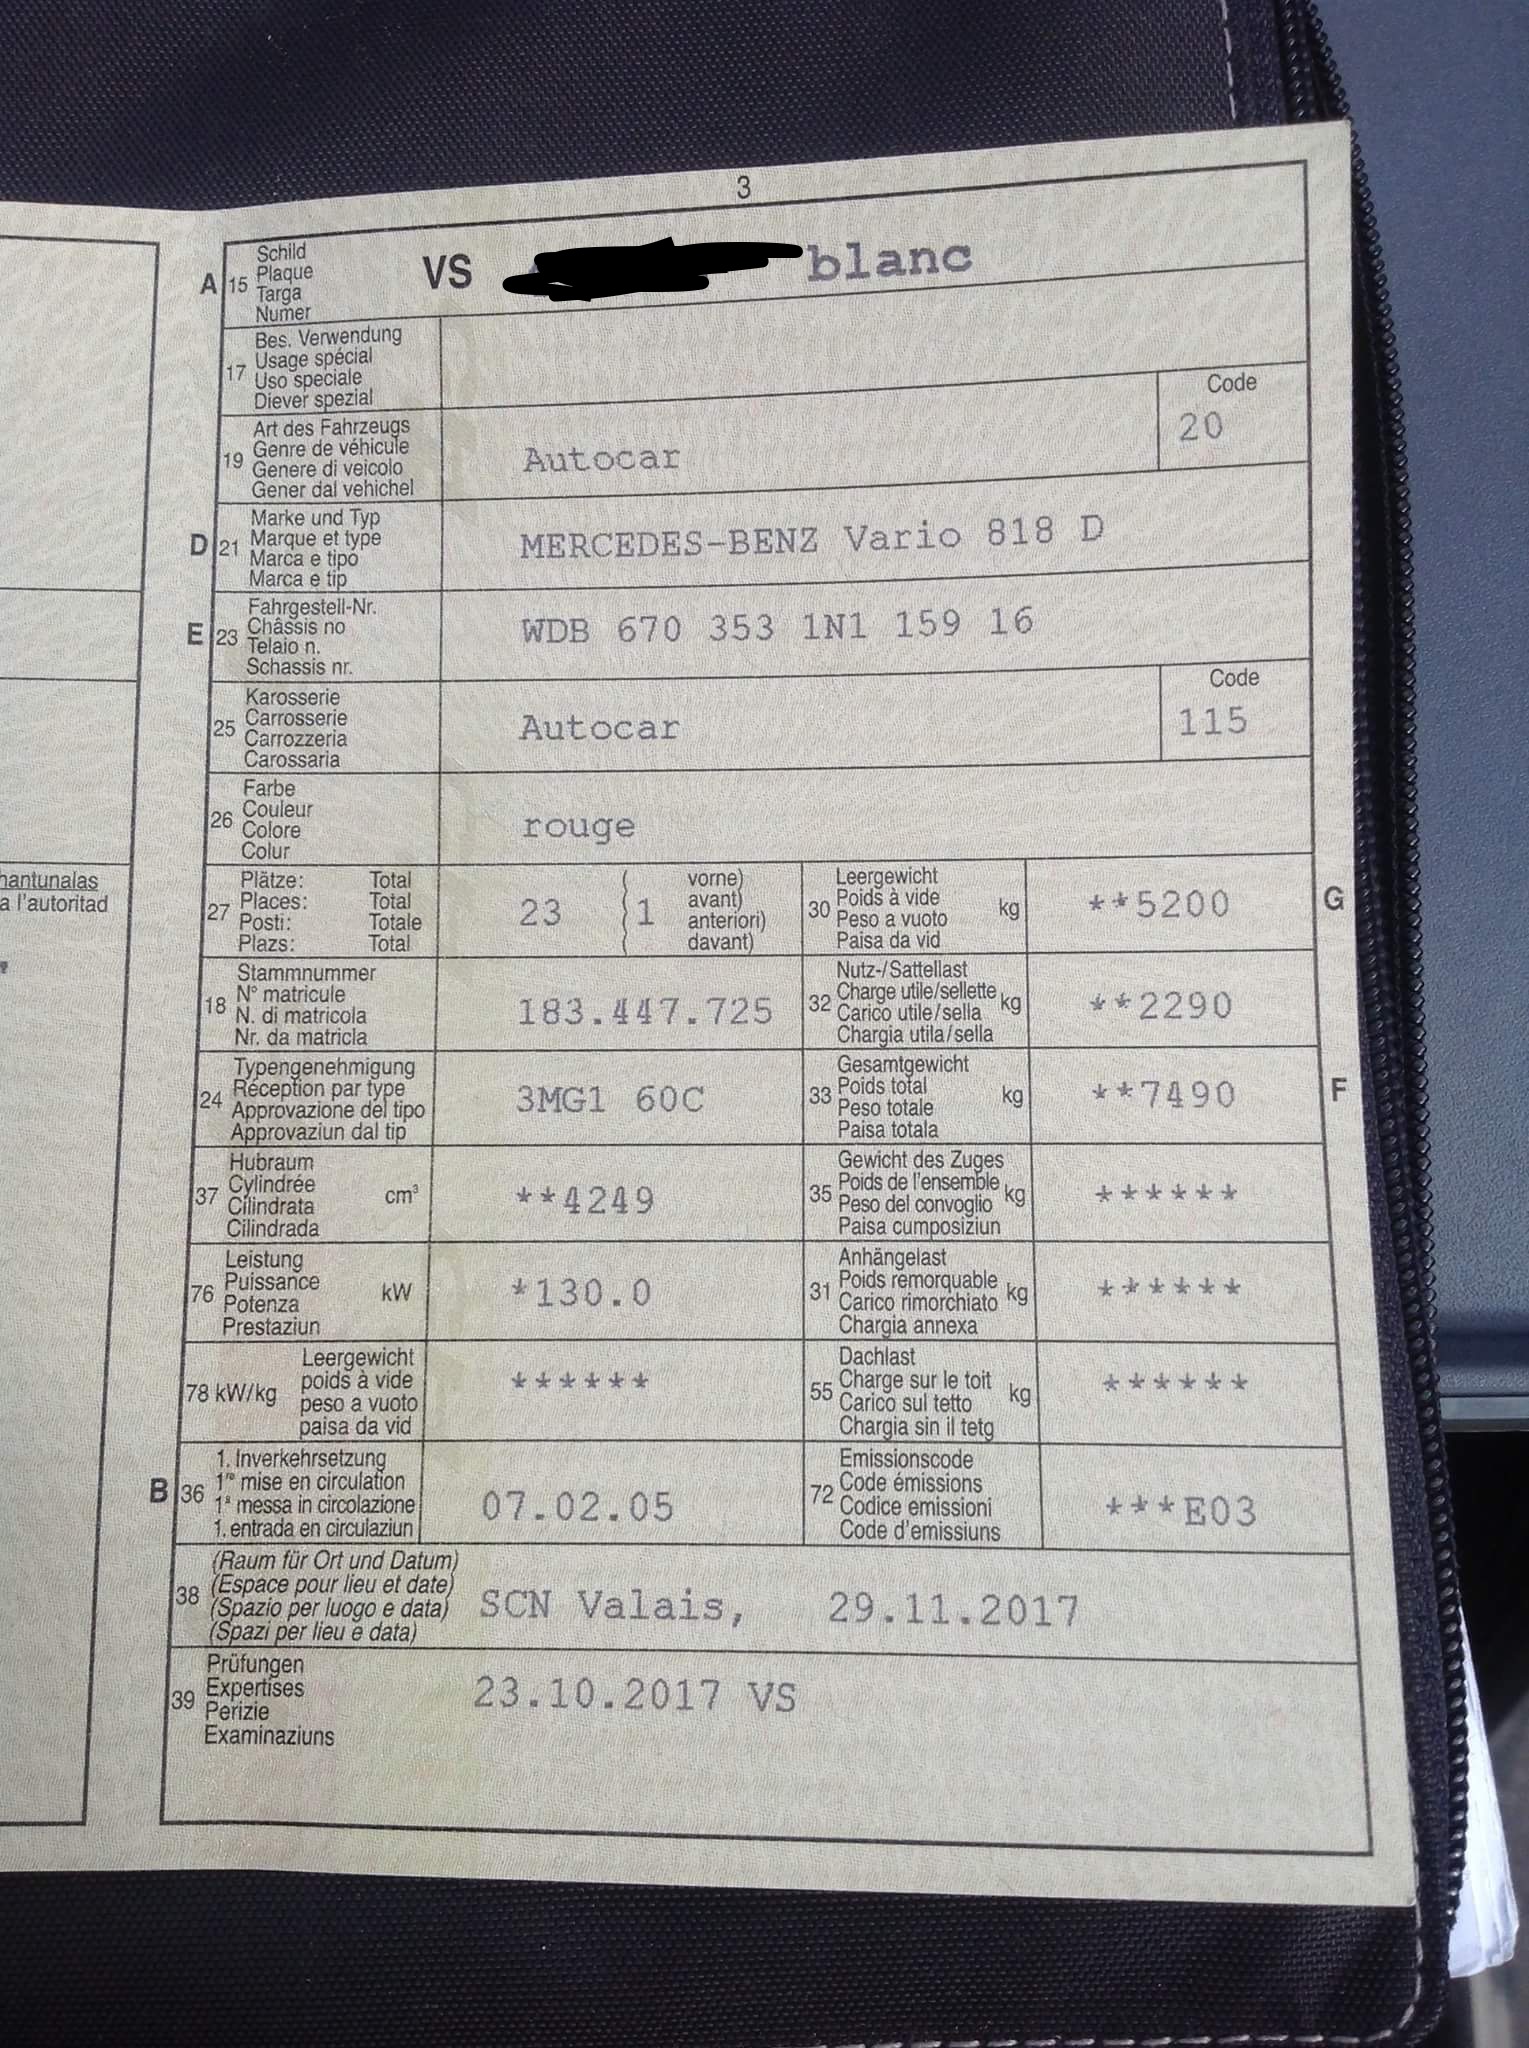 3
A 15 Schild
Plaque
Targa
Numer
VS blanc
17 Bes. Verwendung
Usage spécial
Uso speciale
Diever spezial
19 Art des Fahrzeugs
Genre de véhicule
Genere di veicolo
Gener dal vehichel
Autocar
Code
20
D 21 Marke und Typ
Marque et type
Marca e tipo
Marca e tip
MERCEDES-BENZ Vario 818 D
E 23 Fahrgestell-Nr.
Châssis no
Telaio n.
Schassis nr.
WDB 670 353 1N1 159 16
25 Karosserie
Carrosserie
Carrozzeria
Carossaria
Autocar
Code
115
26 Farbe
Couleur
Colore
Colur
rouge
hantunalas
a l'autoritad
27 Plätze: Total
Places: Total
Posti: Totale
Plazs: Total
23 ( 1 vorne)
avant)
anteriori)
davant)
30 Leergewicht
Poids à vide
Peso a vuoto
Paisa da vid
kg
**5200
G
18 Stammnummer
N° matricule
N. di matricola
Nr. da matricla
183.447.725
32 Nutz-/Sattellast
Charge utile/sellette
Carico utile/sella
Chargia utila/sella
kg
**2290
24 Typengenehmigung
Réception par type
Approvazione del tipo
Approvaziun dal tip
3MG1 60C
33 Gesamtgewicht
Poids total
Peso totale
Paisa totala
kg
**7490
F
37 Hubraum
Cylindrée
Cilindrata
Cilindrada
cm³
**4249
35 Gewicht des Zuges
Poids de l'ensemble
Peso del convoglio
Paisa cumposiziun
kg
******
76 Leistung
Puissance
Potenza
Prestaziun
kW
*130.0
31 Anhängelast
Poids remorquable
Carico rimorchiato
Chargia annexa
kg
******
78 kW/kg Leergewicht
poids à vide
peso a vuoto
paisa da vid
******
55 Dachlast
Charge sur le toit
Carico sul tetto
Chargia sin il tetg
kg
******
B 36 1. Inverkehrsetzung
1re mise en circulation
1a messa in circolazione
1. entrada en circulaziun
07.02.05
72 Emissionscode
Code émissions
Codice emissioni
Code d'emissiuns
***E03
38 (Raum für Ort und Datum)
(Espace pour lieu et date)
(Spazio per luogo e data)
(Spazi per lieu e data)
SCN Valais, 29.11.2017
39 Prüfungen
Expertises
Perizie
Examinaziuns
23.10.2017 VS